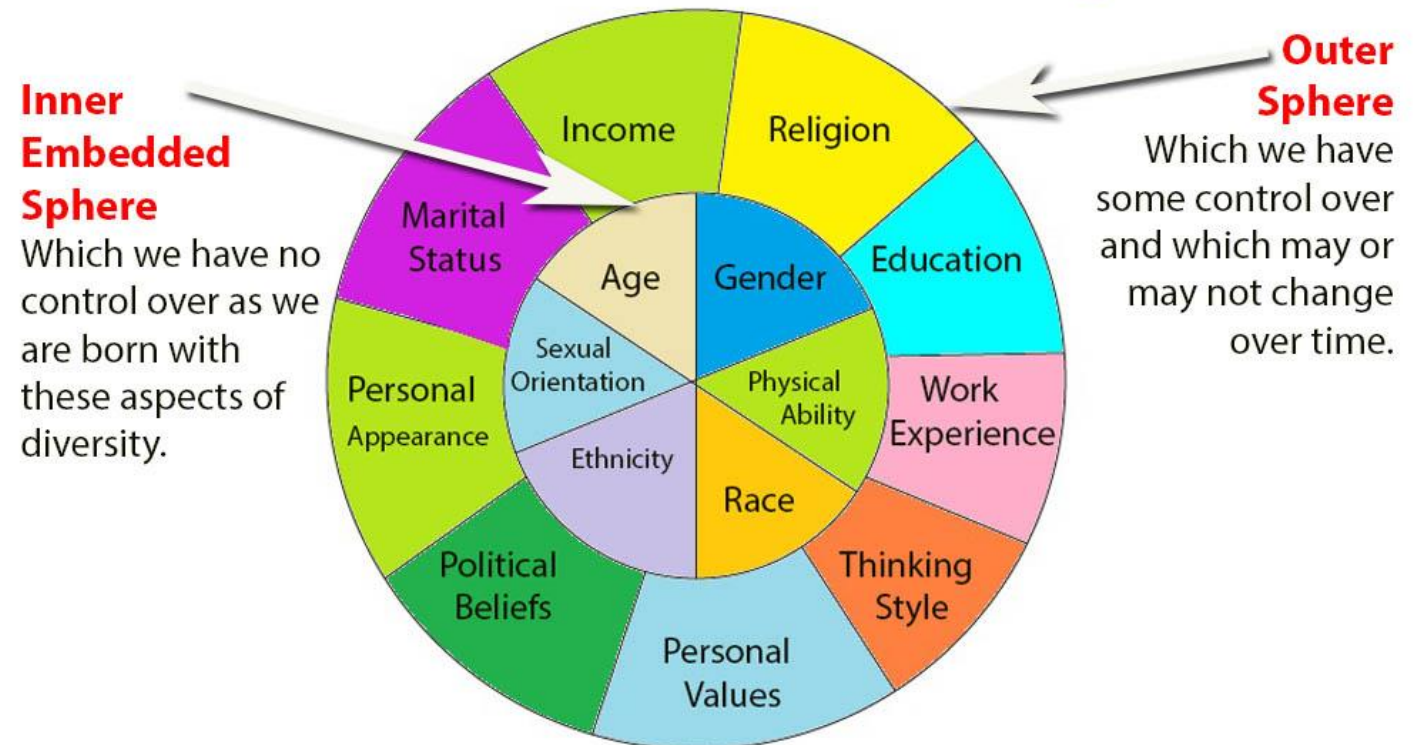 Inner
Embedded
Sphere
Which we have no
control over as we
are born with
these aspects of
diversity.
Outer
Sphere
Which we have
some control over
and which may or
may not change
over time.
Income
Religion
Education
Work
Experience
Thinking
Style
Personal
Values
Political
Beliefs
Personal
Appearance
Marital
Status
Age
Gender
Physical
Ability
Race
Ethnicity
Sexual
Orientation